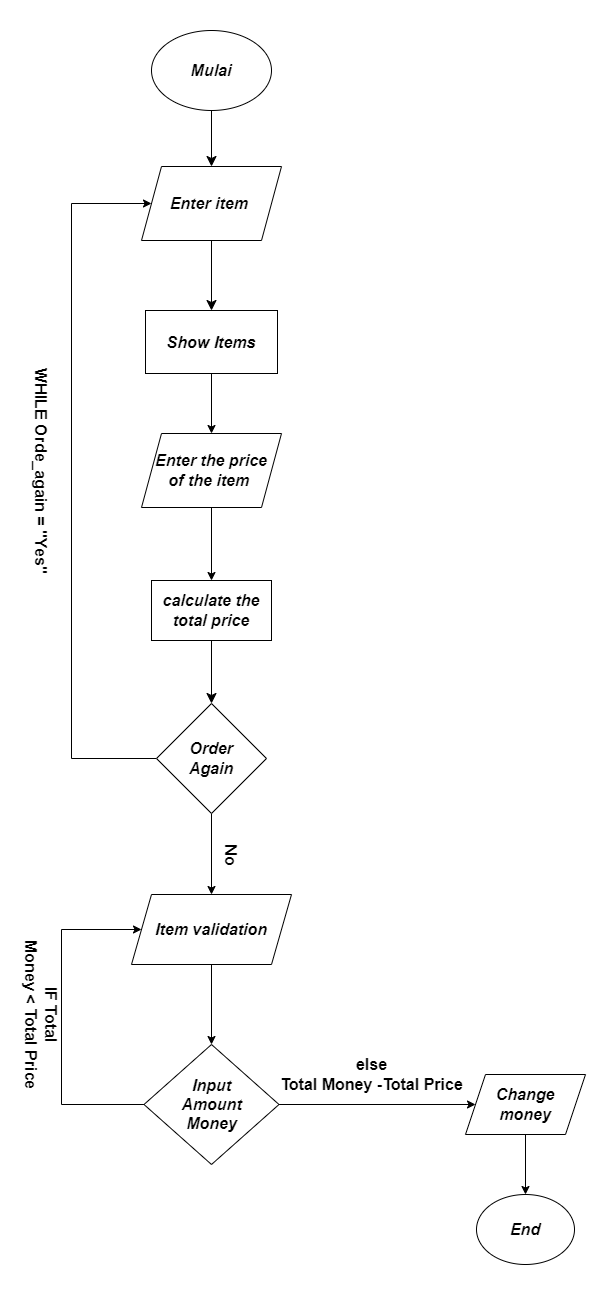 Mulai
Enter item
Show Items
Enter the price
of the item
calculate the
total price
Order
Again
WHILE Orde_again = "Yes"
No
Item validation
IF Total
Money < Total Price
Input
Amount
Money
else
Total Money -Total Price
Change
money
End